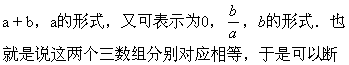 a+b，a的形式，又可表示为0，b/a，b的形式．也
就是说这两个三数组分别对应相等，于是可以断